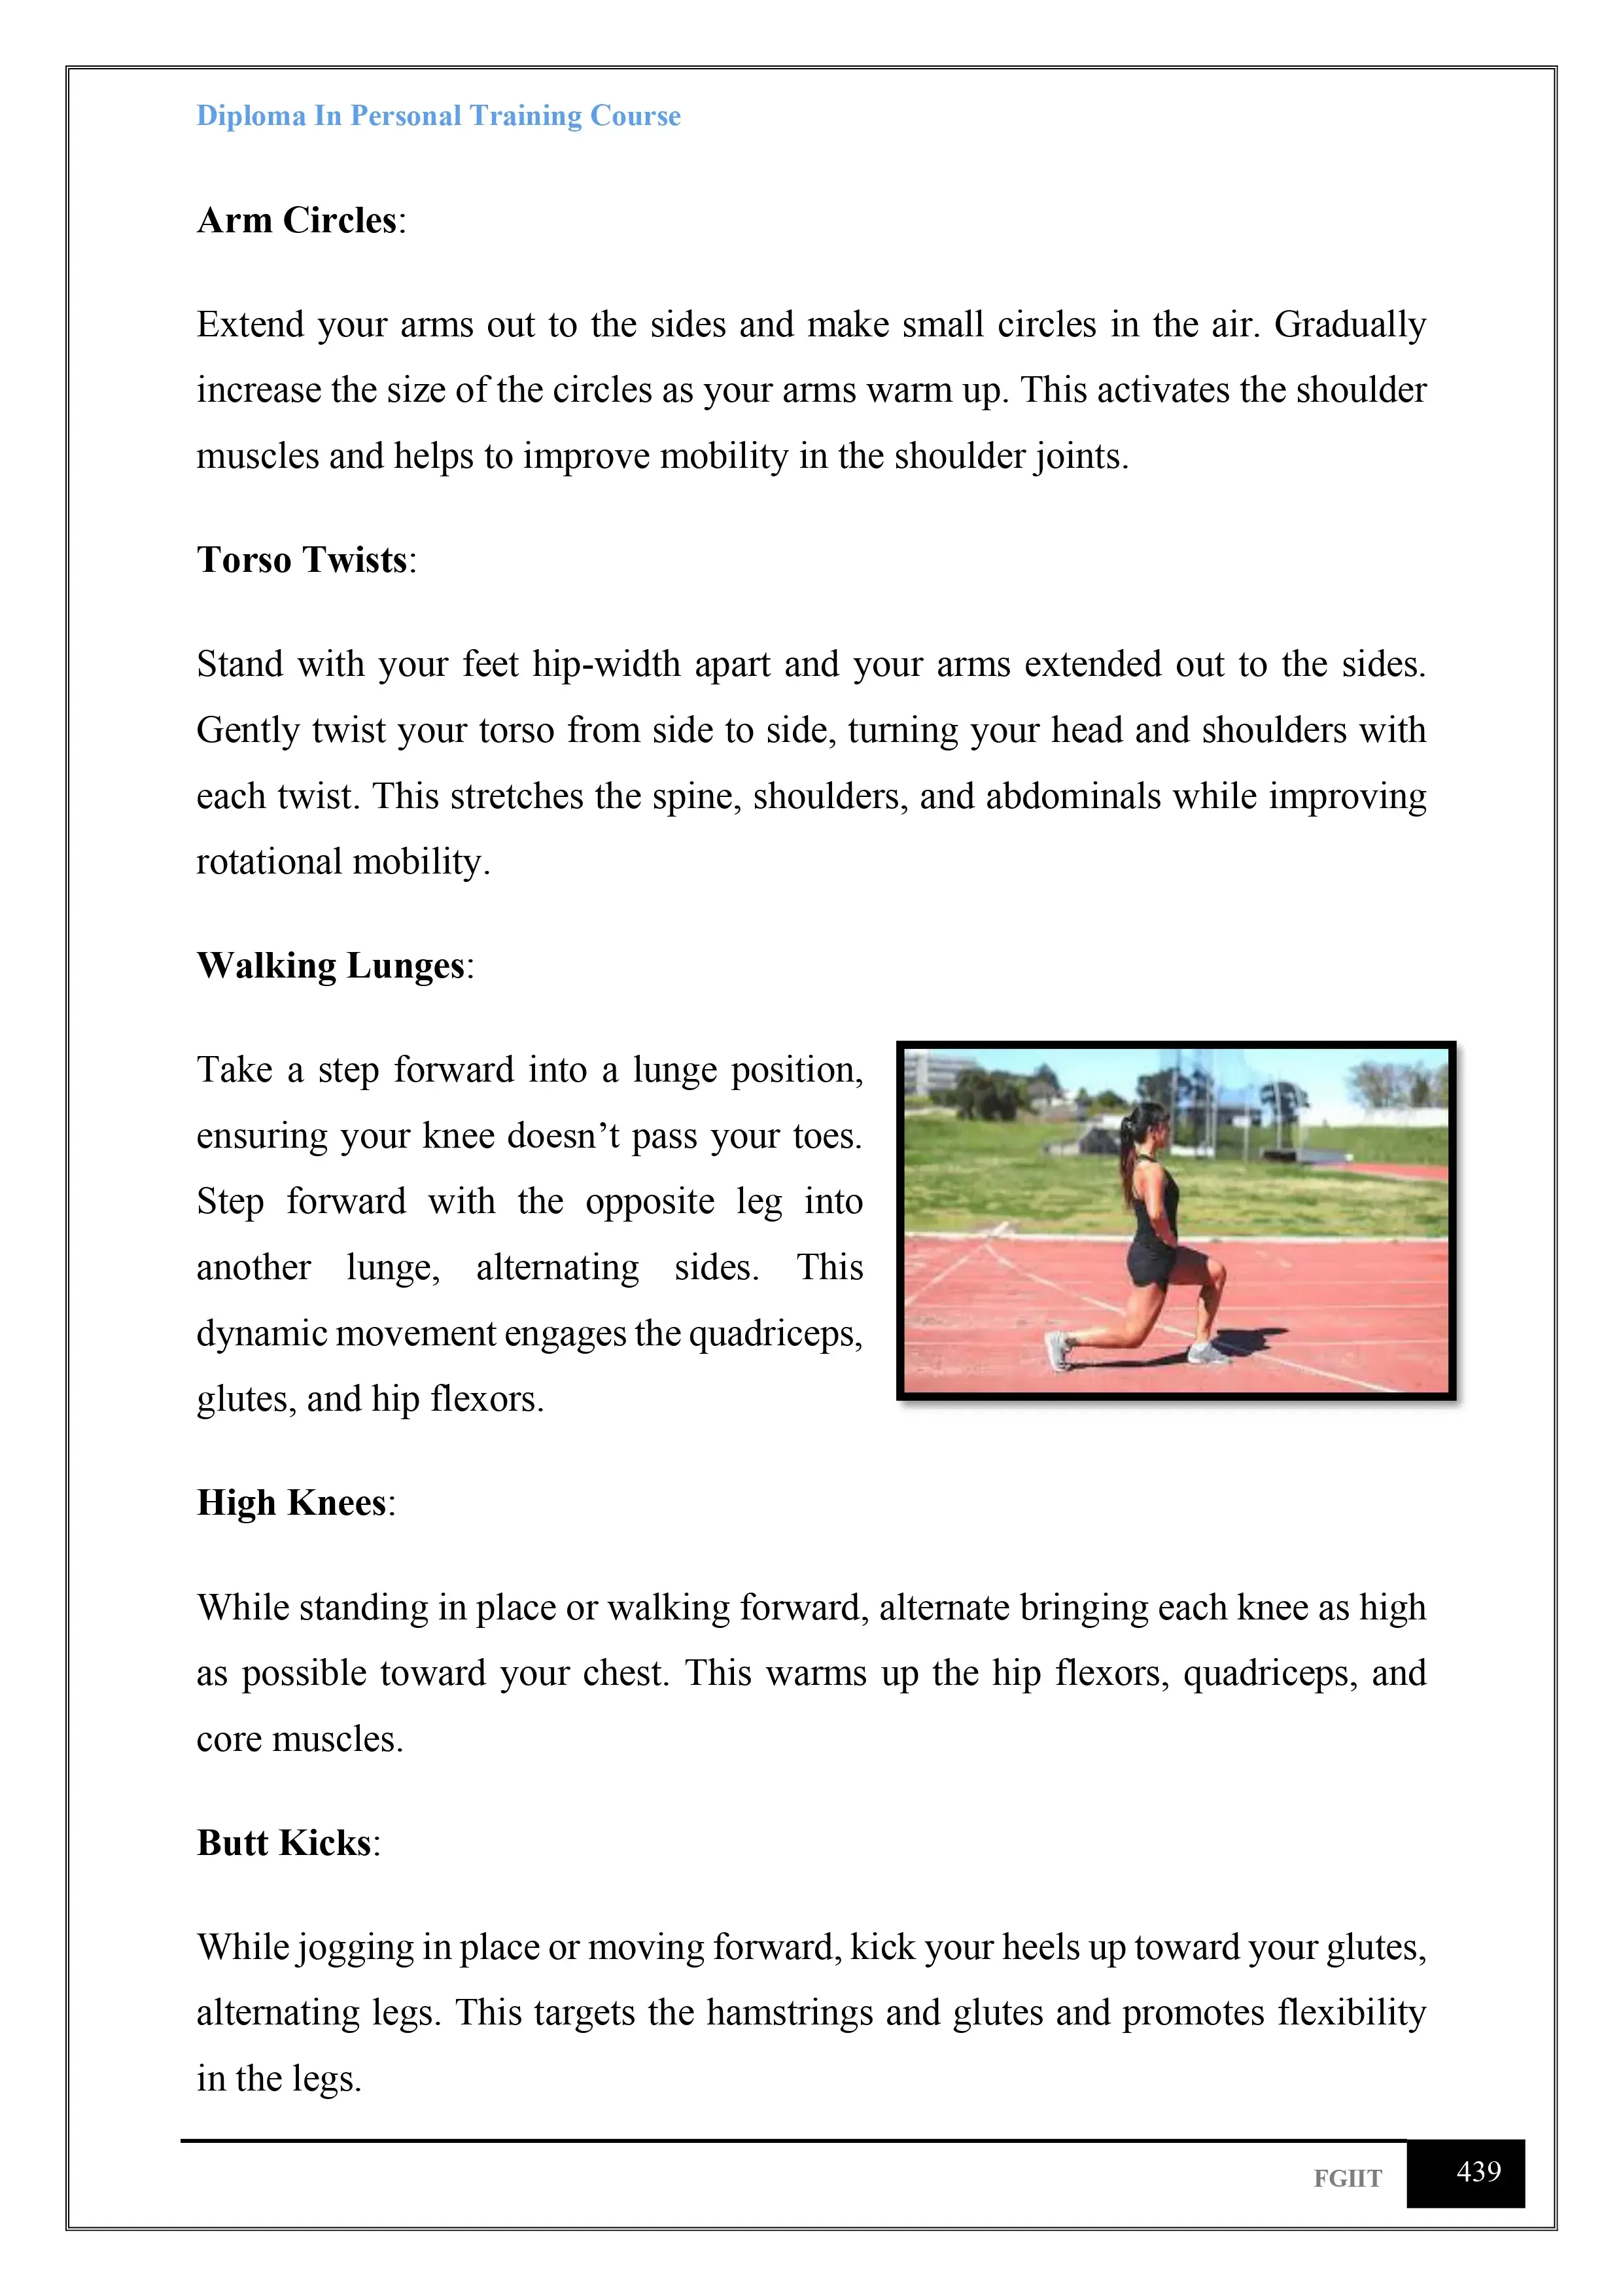 Diploma In Personal Training Course
Arm Circles:
Extend your arms out to the sides and make small circles in the air. Gradually
increase the size of the circles as your arms warm up. This activates the shoulder
muscles and helps to improve mobility in the shoulder joints.
Torso Twists:
Stand with your feet hip-width apart and your arms extended out to the sides.
Gently twist your torso from side to side, turning your head and shoulders with
each twist. This stretches the spine, shoulders, and abdominals while improving
rotational mobility.
Walking Lunges:
Take a step forward into a lunge position,
ensuring your knee doesn’t pass your toes.
Step forward with the opposite leg into
another lunge, alternating sides. This
dynamic movement engages the quadriceps,
glutes, and hip flexors.
High Knees:
While standing in place or walking forward, alternate bringing each knee as high
as possible toward your chest. This warms up the hip flexors, quadriceps, and
core muscles.
Butt Kicks:
While jogging in place or moving forward, kick your heels up toward your glutes,
alternating legs. This targets the hamstrings and glutes and promotes flexibility
in the legs.
FGIIT 439